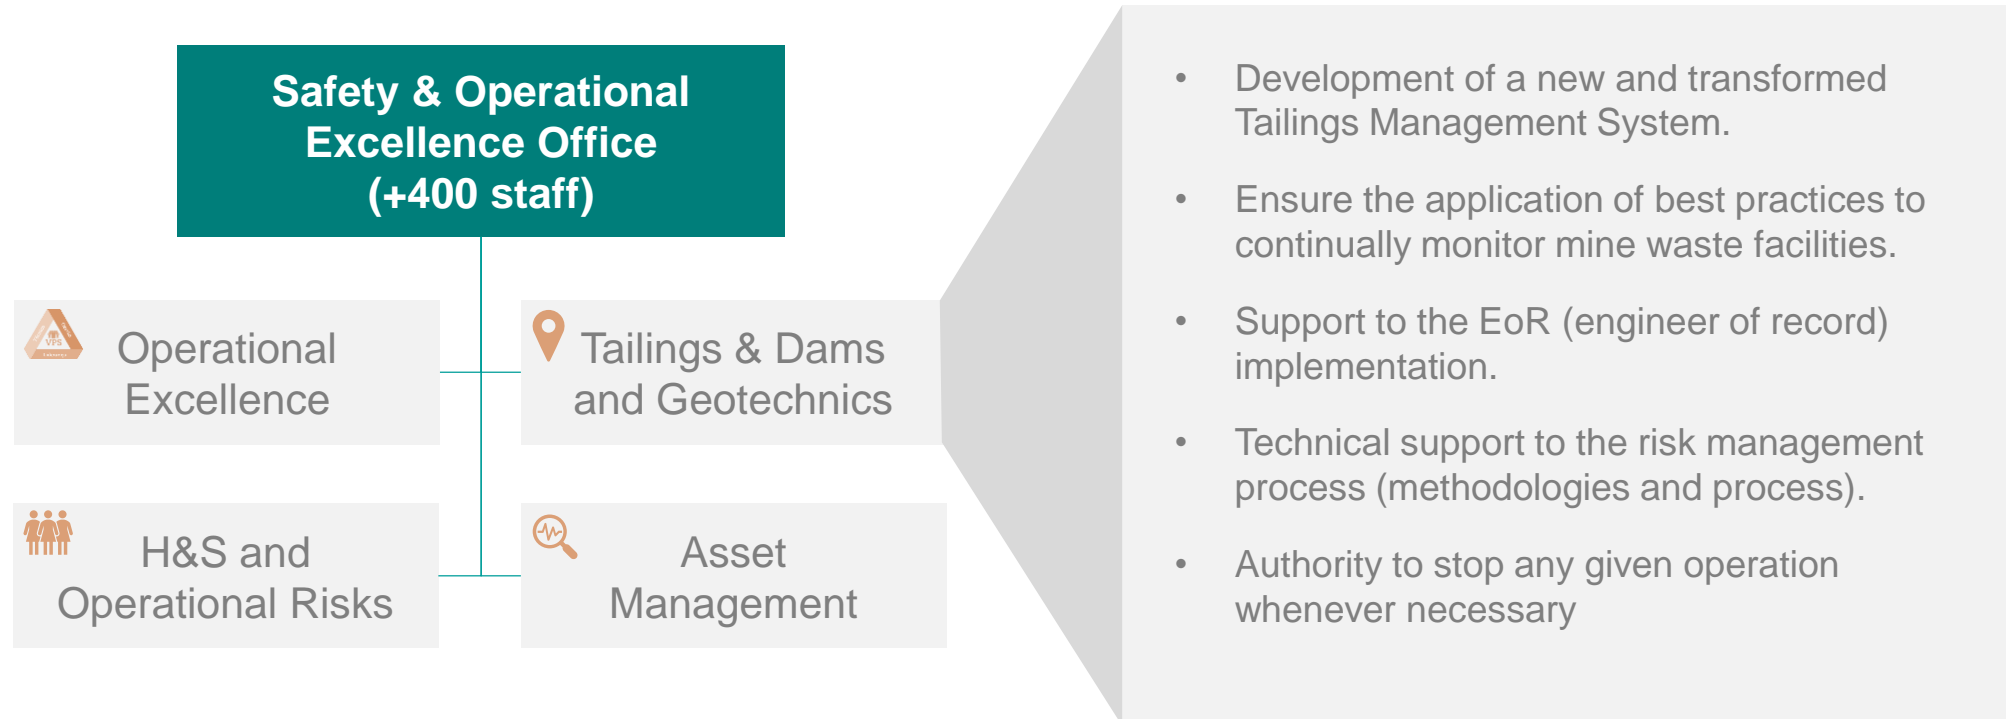 Safety & Operational
Excellence Office
(+400 staff)
VPS
Operational
Excellence
Tailings & Dams
and Geotechnics
H&S and
Operational Risks
Asset
Management
• Development of a new and transformed
Tailings Management System.
• Ensure the application of best practices to
continually monitor mine waste facilities.
• Support to the EoR (engineer of record)
implementation.
• Technical support to the risk management
process (methodologies and process).
• Authority to stop any given operation
whenever necessary